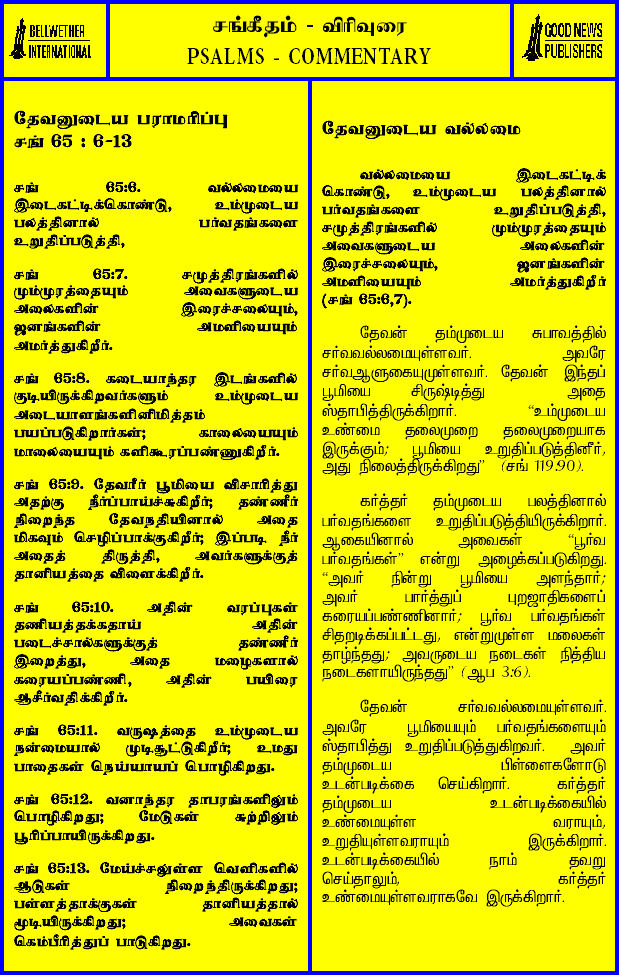 BELLWETHER
INTERNATIONAL
சங்கீதம் - விரிவுரை
PSALMS - COMMENTARY
GOOD NEWS
PUBLISHERS
தேவனுடைய பராமரிப்பு
சங் 65 : 6-13
சங் 65:6. வல்லமையை
இடைகட்டிக்கொண்டு, உம்முடைய
பலத்தினால் பர்வதங்களை
உறுதிப்படுத்தி,
சங் 65:7. சமுத்திரங்களில்
மும்முரத்தையும் அவைகளுடைய
அலைகளின் இரைச்சலையும்,
ஜனங்களின் அமளியையும்
அமர்த்துகிறீர்.
சங் 65:8. கடையாந்தர இடங்களில்
குடியிருக்கிறவர்களும் உம்முடைய
அடையாளங்களினிமித்தம்
பயப்படுகிறார்கள்; காலையையும்
மாலையையும் களிகூரப்பண்ணுகிறீர்.
சங் 65:9. தேவரீர் பூமியை விசாரித்து
அதற்கு நீர்ப்பாய்ச்சுகிறீர்; தண்ணீர்
நிறைந்த தேவநதியினால் அதை
மிகவும் செழிப்பாக்குகிறீர்; இப்படி நீர்
அதைத் திருத்தி, அவர்களுக்குத்
தானியத்தை விளைக்கிறீர்.
சங் 65:10. அதின் வரப்புகள்
தணியத்தக்கதாய் அதின்
படைச்சால்களுக்குத் தண்ணீர்
இறைத்து, அதை மழைகளால்
கரையப்பண்ணி, அதின் பயிரை
ஆசீர்வதிக்கிறீர்.
சங் 65:11. வருஷத்தை உம்முடைய
நன்மையால் முடிசூட்டுகிறீர்; உமது
பாதைகள் நெய்யாயப் பொழிகிறது.
சங் 65:12. வனாந்தர தாபரங்களிலும்
பொழிகிறது; மேடுகள் சுற்றிலும்
பூரிப்பாயிருக்கிறது.
சங் 65:13. மேய்ச்சலுள்ள வெளிகளில்
ஆடுகள் நிறைந்திருக்கிறது;
பள்ளத்தாக்குகள் தானியத்தால்
மூடியிருக்கிறது; அவைகள்
கெம்பீரித்துப் பாடுகிறது.
தேவனுடைய வல்லமை
வல்லமையை இடைகட்டிக்
கொண்டு, உம்முடைய பலத்தினால்
பர்வதங்களை உறுதிப்படுத்தி,
சமுத்திரங்களில் மும்முரத்தையும்
அவைகளுடைய அலைகளின்
இரைச்சலையும், ஜனங்களின்
அமளியையும் அமர்த்துகிறீர்
(சங் 65:6,7).
தேவன் தம்முடைய சுபாவத்தில்
சர்வவல்லமையுள்ளவர். அவரே
சர்வஆளுகையுமுள்ளவர். தேவன் இந்தப்
பூமியை சிருஷ்டித்து அதை
ஸ்தாபித்திருக்கிறார். “உம்முடைய
உண்மை தலைமுறை தலைமுறையாக
இருக்கும்; பூமியை உறுதிப்படுத்தினீர்,
அது நிலைத்திருக்கிறது” (சங் 119:90).
கர்த்தர் தம்முடைய பலத்தினால்
பர்வதங்களை உறுதிப்படுத்தியிருக்கிறார்.
ஆகையினால் அவைகள் “பூர்வ
பர்வதங்கள்” என்று அழைக்கப்படுகிறது.
“அவர் நின்று பூமியை அளந்தார்;
அவர் பார்த்துப் புறஜாதிகளைப்
கரையப்பண்ணினார்; பூர்வ பர்வதங்கள்
சிதறடிக்கப்பட்டது, என்றுமுள்ள மலைகள்
தாழ்ந்தது; அவருடைய நடைகள் நித்திய
நடைகளாயிருந்தது” (ஆப 3:6).
தேவன் சர்வவல்லமையுள்ளவர்.
அவரே பூமியையும் பர்வதங்களையும்
ஸ்தாபித்து உறுதிப்படுத்துகிறவர். அவர்
தம்முடைய பிள்ளைகளோடு
உடன்படிக்கை செய்கிறார். கர்த்தர்
தம்முடைய உடன்படிக்கையில்
உண்மையுள்ள வராயும்,
உறுதியுள்ளவராயும் இருக்கிறார்.
உடன்படிக்கையில் நாம் தவறு
செய்தாலும், கர்த்தர்
உண்மையுள்ளவராகவே இருக்கிறார்.